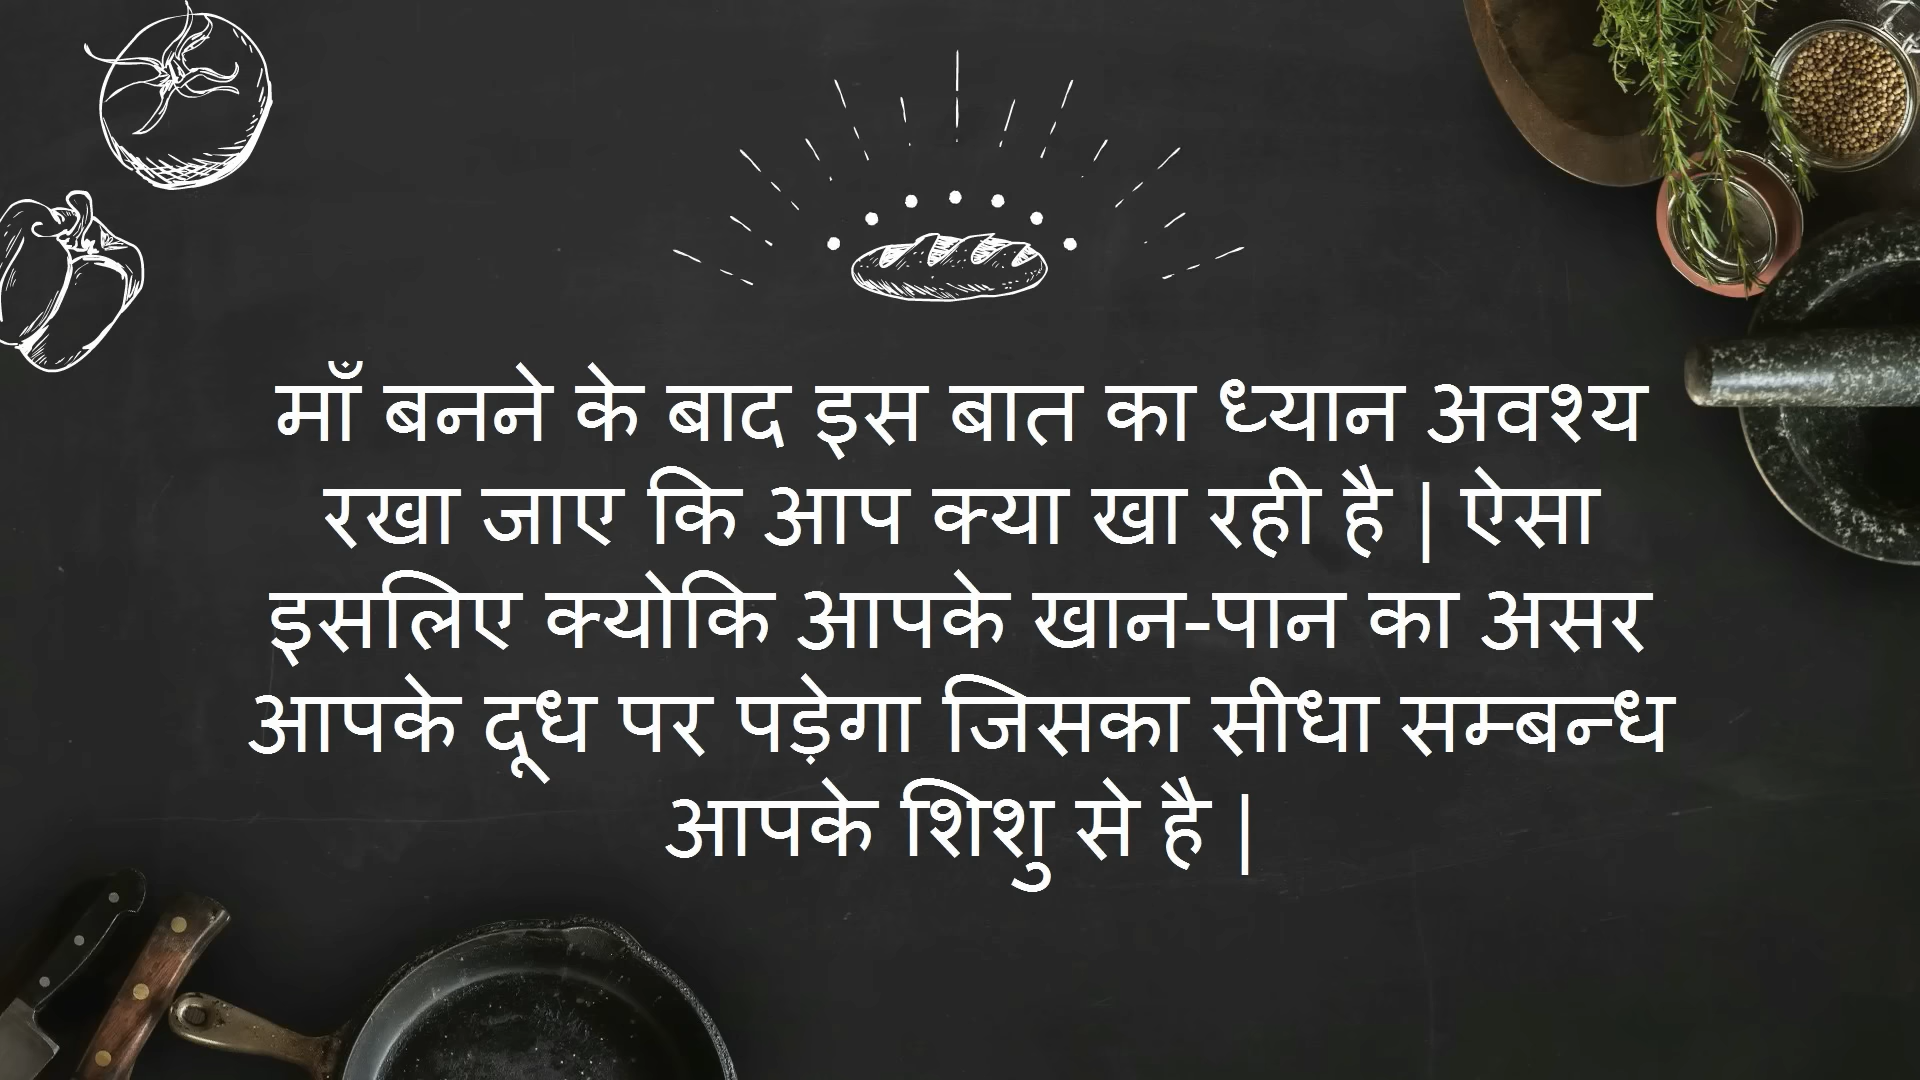 माँ बनने के बाद इस बात का ध्यान अवश्य
रखा जाए कि आप क्या खा रही है | ऐसा
इसलिए क्योकि आपके खान-पान का असर
आपके दूध पर पड़ेगा जिसका सीधा सम्बन्ध
आपके शिशु से है |